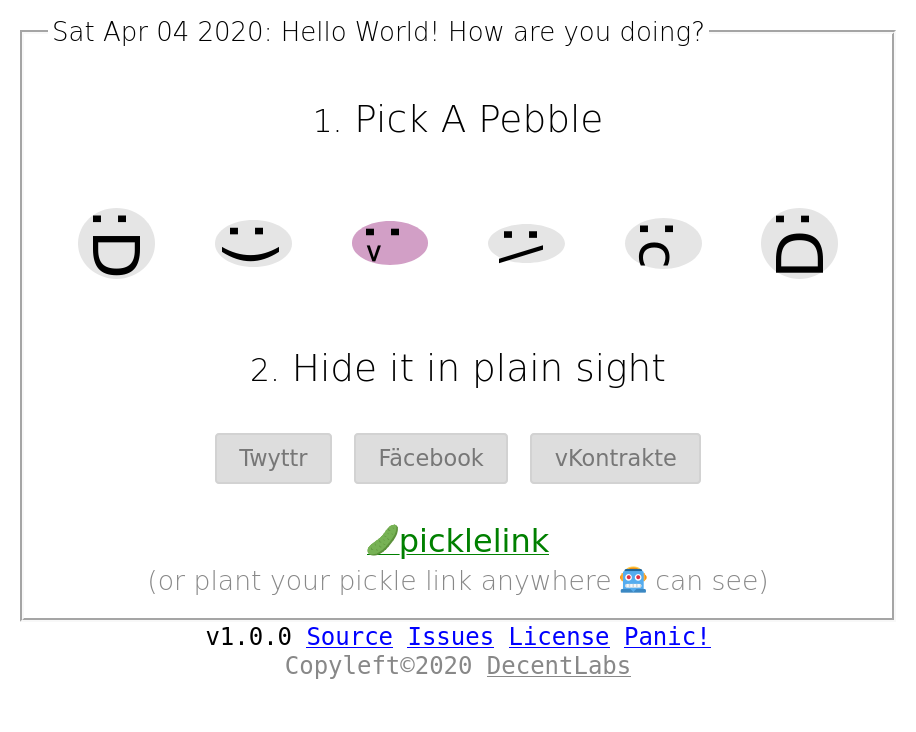 Sat Apr 04 2020: Hello World! How are you doing?
1. Pick A Pebble
:D :) :v :/ :c D:
2. Hide it in plain sight
Twyttr Fäcebook vKontrakte
🥒picklelink
(or plant your pickle link anywhere 🤖 can see)
v1.0.0 Source Issues License Panic!
Copyleft©2020 DecentLabs